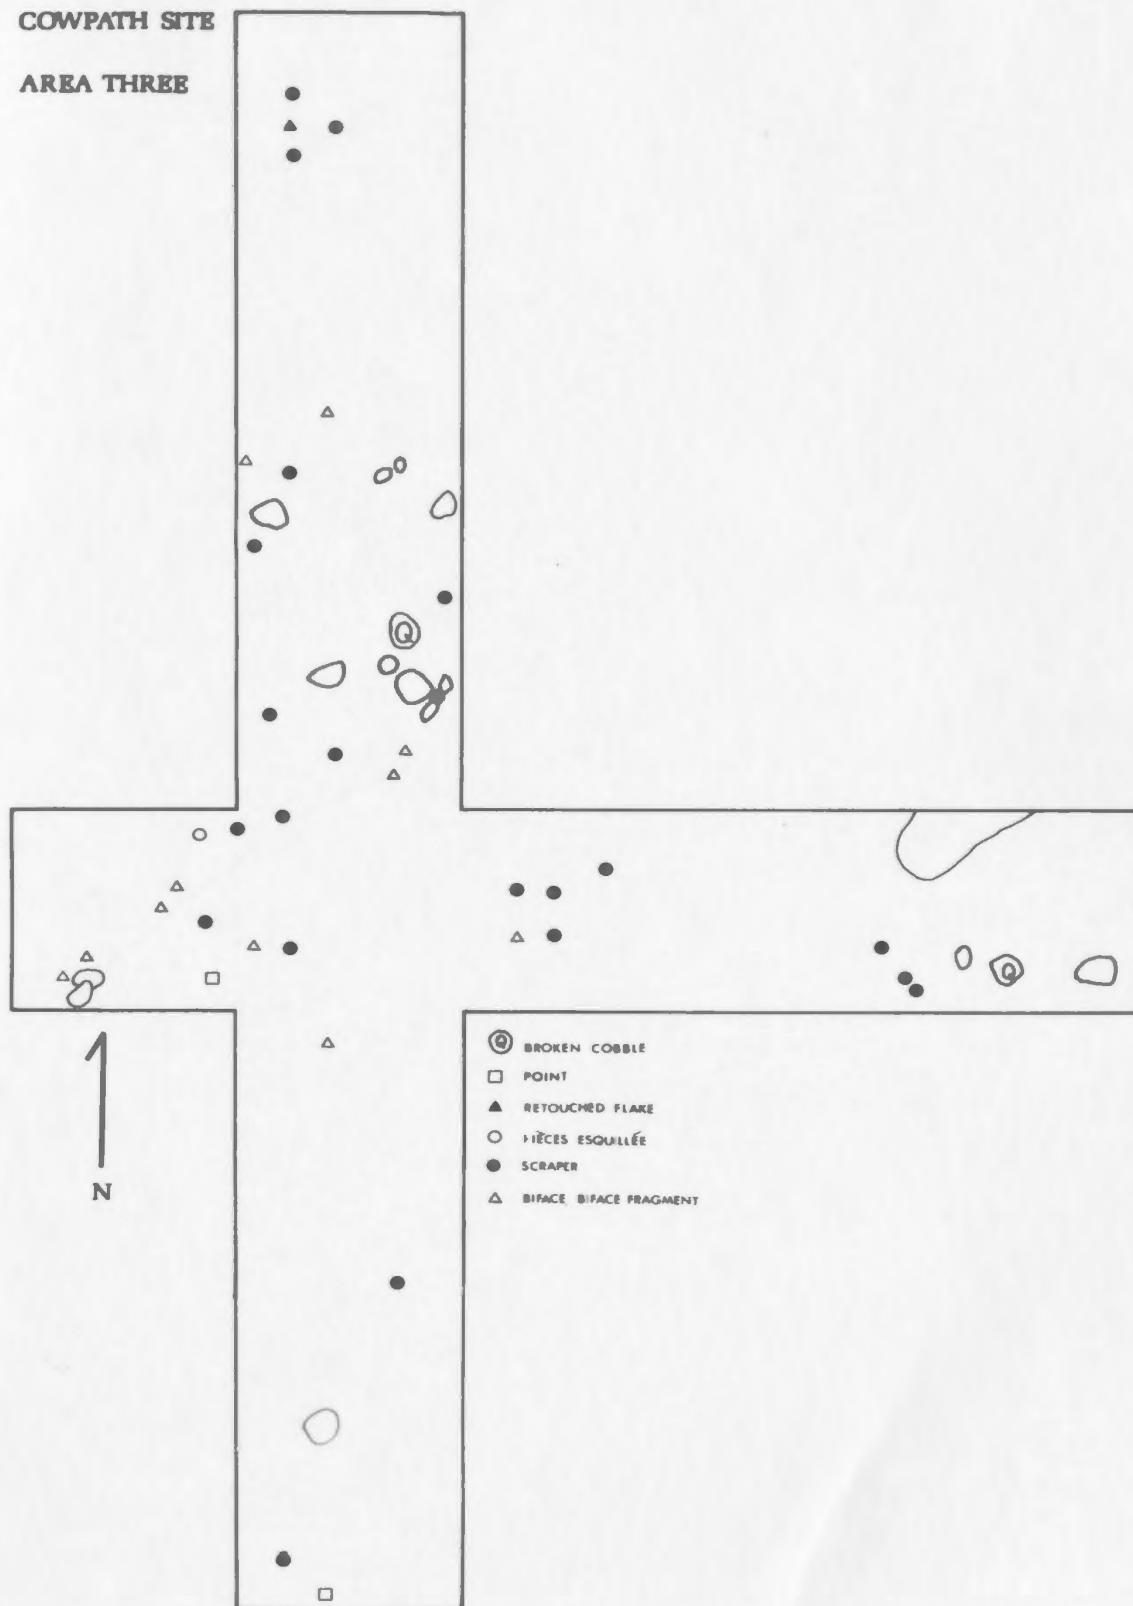 COWPATH SITE
AREA THREE
N
BROKEN COBBLE
POINT
RETOUCHED FLAKE
PIÈCES ESQUILLÉE
SCRAPER
BIFACE, BIFACE FRAGMENT